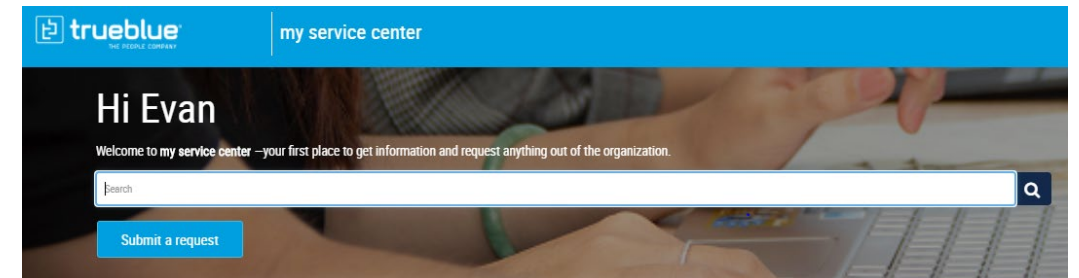 trueblue
THE PEOPLE COMPANY
my service center
Hi Evan
Welcome to my service center –your first place to get information and request anything out of the organization.
Search
Submit a request